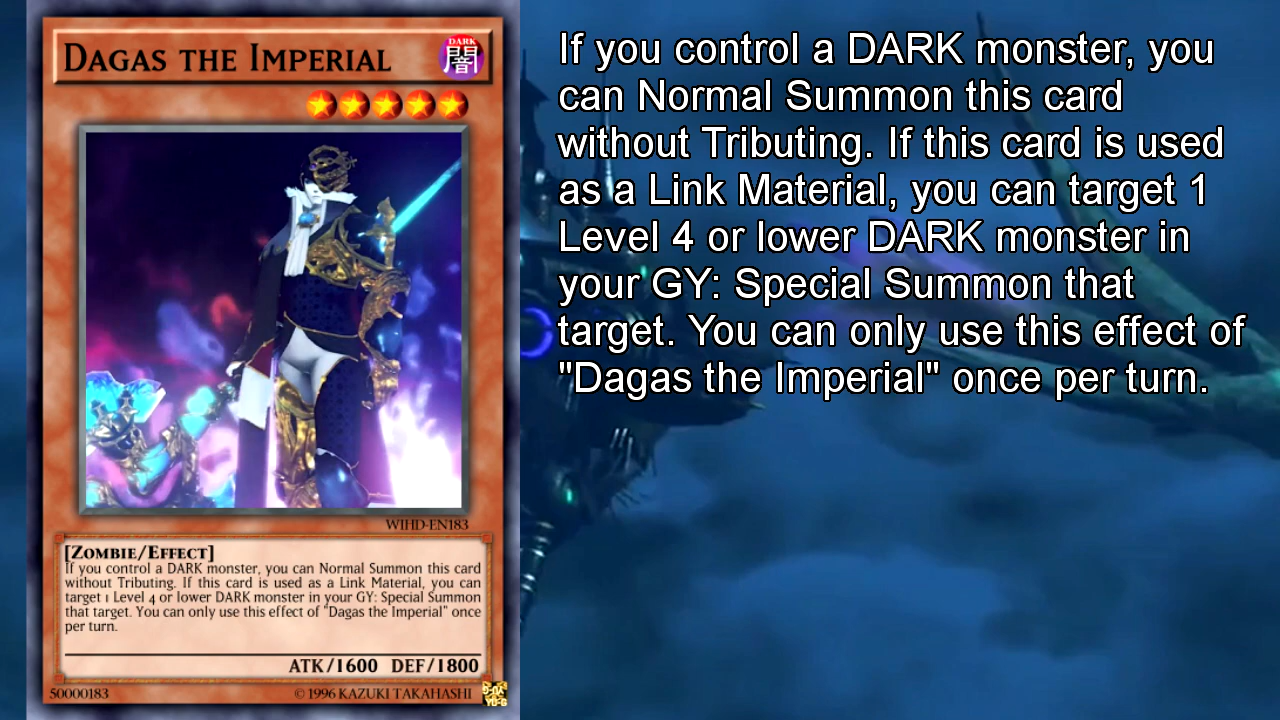 DAGAS THE IMPERIAL
DARK
闇
WIHD-EN183
[ZOMBIE/EFFECT]
If you control a DARK monster, you can Normal Summon this card
without Tributing. If this card is used as a Link Material, you can
target 1 Level 4 or lower DARK monster in your GY: Special Summon
that target. You can only use this effect of "Dagas the Imperial" once
per turn.
ATK/1600 DEF/1800
50000183
© 1996 KAZUKI TAKAHASHI
If you control a DARK monster, you
can Normal Summon this card
without Tributing. If this card is used
as a Link Material, you can target 1
Level 4 or lower DARK monster in
your GY: Special Summon that
target. You can only use this effect of
"Dagas the Imperial" once per turn.